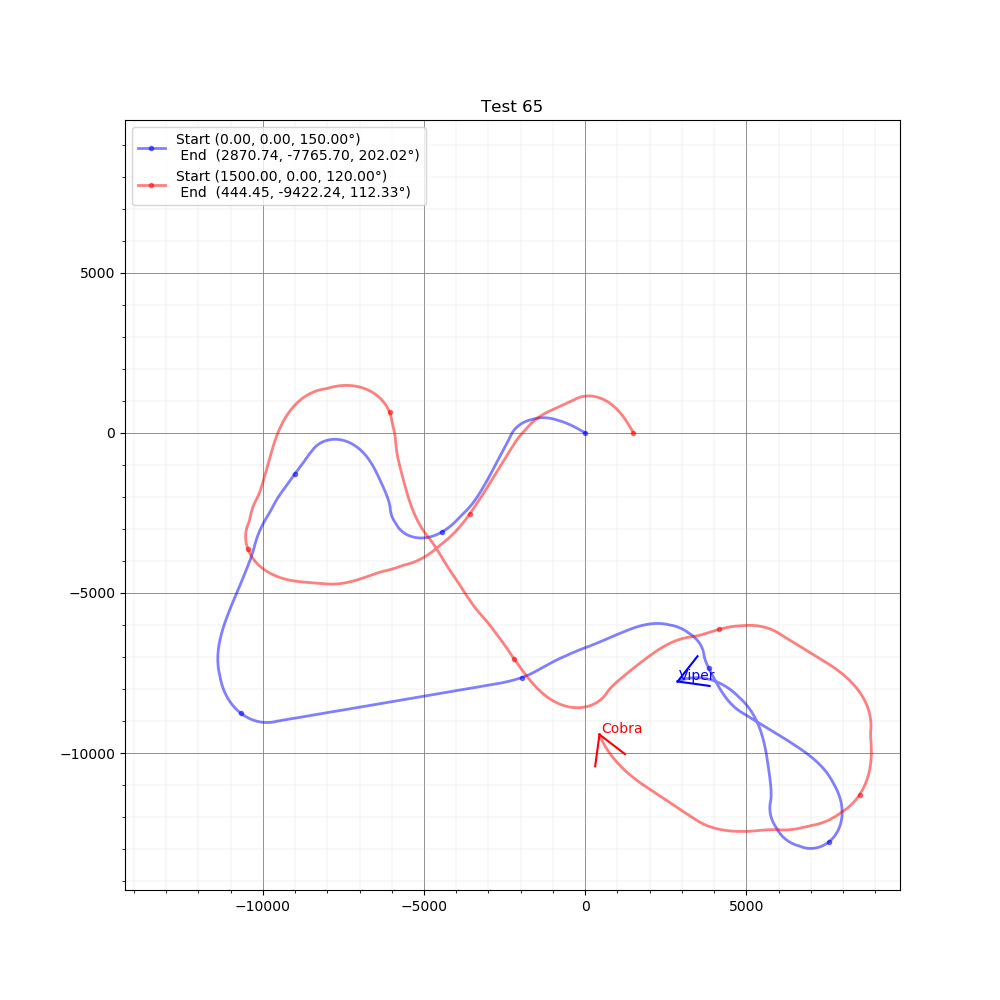 Test 65
Start (0.00, 0.00, 150.00°)
End  (2870.74, -7765.70, 202.02°)
Start (1500.00, 0.00, 120.00°)
End  (444.45, -9422.24, 112.33°)
5000
0
−5000
−10000
Viper
Cobra
−10000
−5000
0
5000